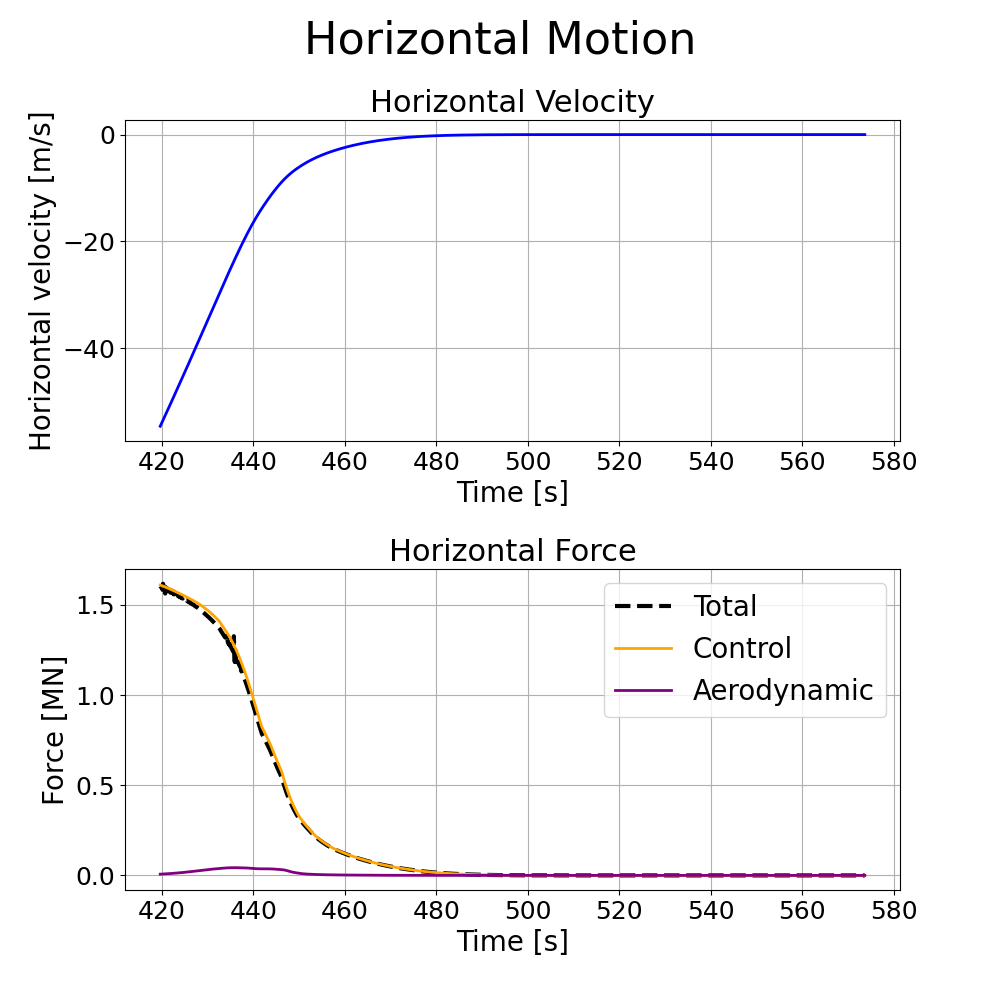 Horizontal Motion
Horizontal Velocity
Horizontal velocity [m/s]
0
−20
−40
420 440 460 480 500 520 540 560 580
Time [s]
Horizontal Force
Force [MN]
1.5
1.0
0.5
0.0
Total
Control
Aerodynamic
420 440 460 480 500 520 540 560 580
Time [s]